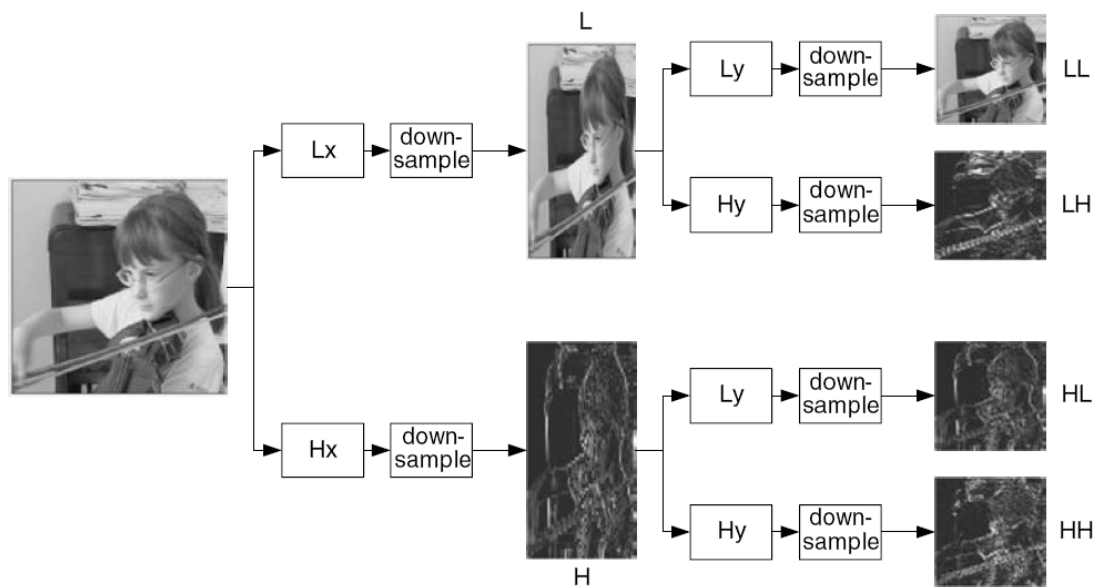 L
Lx
down-
sample
Ly
down-
sample
LL
Hy
down-
sample
LH
Hx
down-
sample
H
Ly
down-
sample
HL
Hy
down-
sample
HH